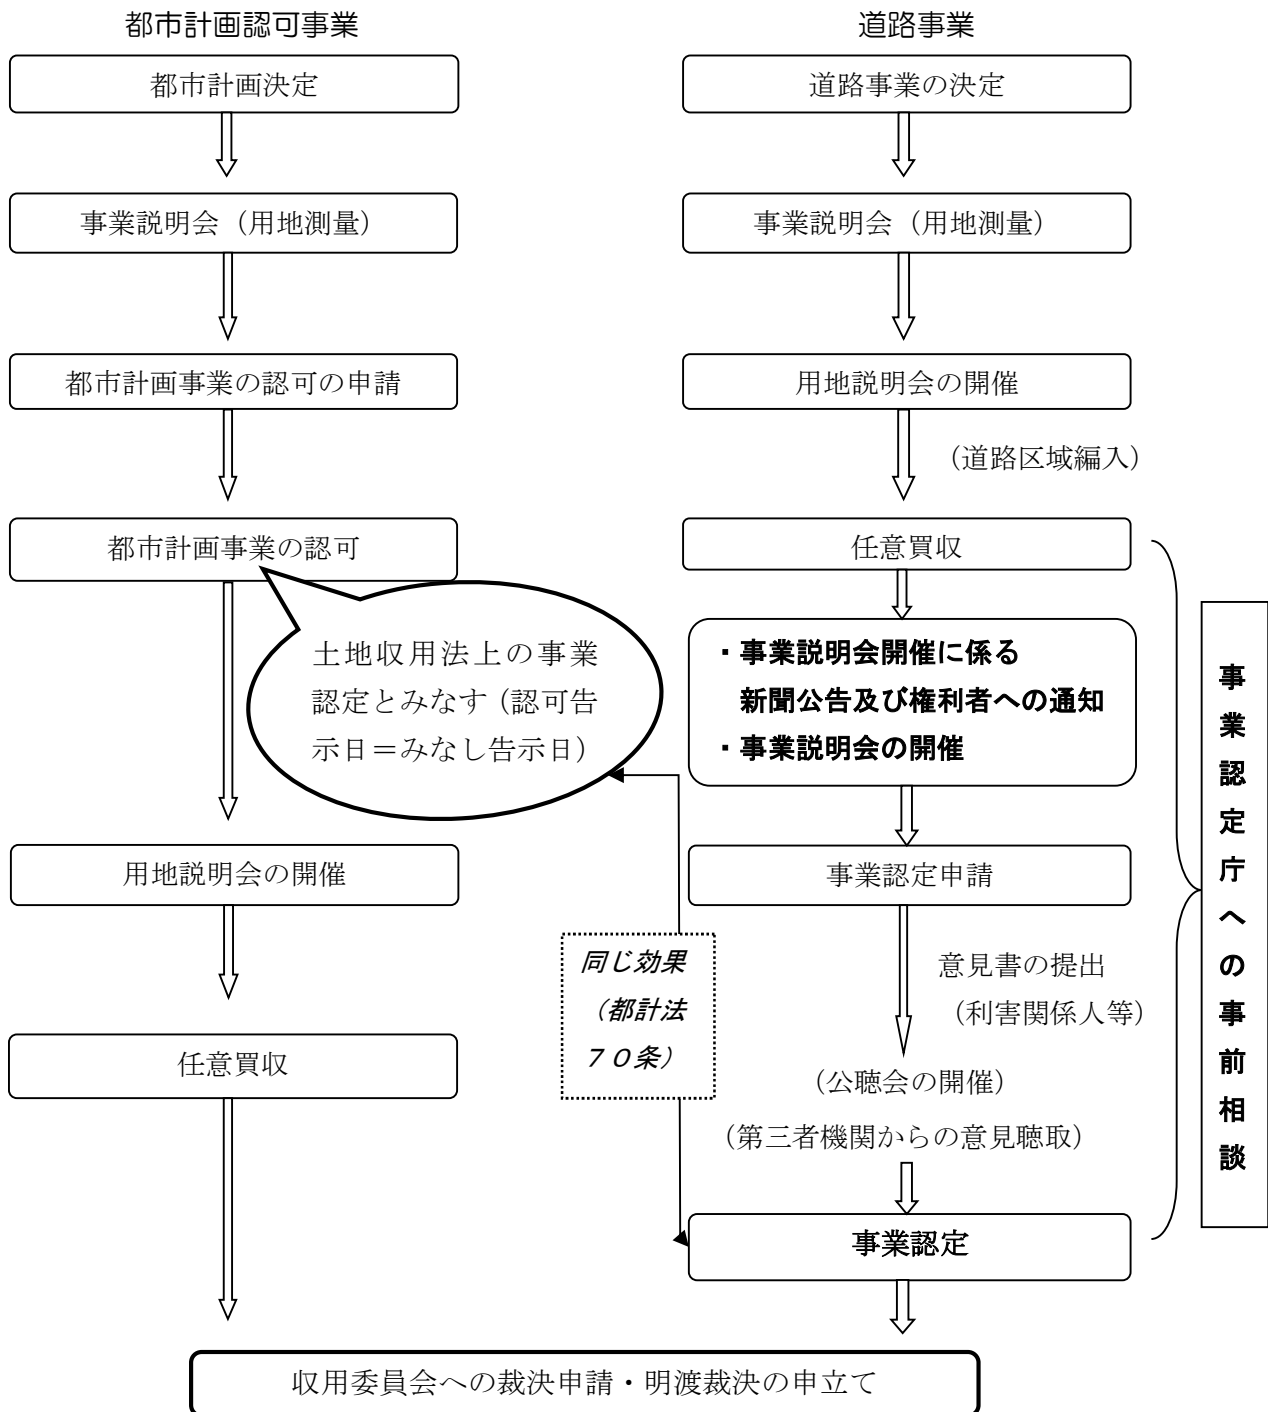 都市計画認可事業
都市計画決定
事業説明会（用地測量）
都市計画事業の認可の申請
都市計画事業の認可
土地収用法上の事業
認定とみなす（認可告
示日＝みなし告示日）
用地説明会の開催
任意買収
道路事業
道路事業の決定
事業説明会（用地測量）
用地説明会の開催
（道路区域編入）
任意買収
・事業説明会開催に係る
新聞公告及び権利者への通知
・事業説明会の開催
事業認定申請
意見書の提出
（利害関係人等）
（公聴会の開催）
（第三者機関からの意見聴取）
事業認定
同じ効果
（都計法
７０条）
事業認定庁への事前相談
収用委員会への裁決申請・明渡裁決の申立て